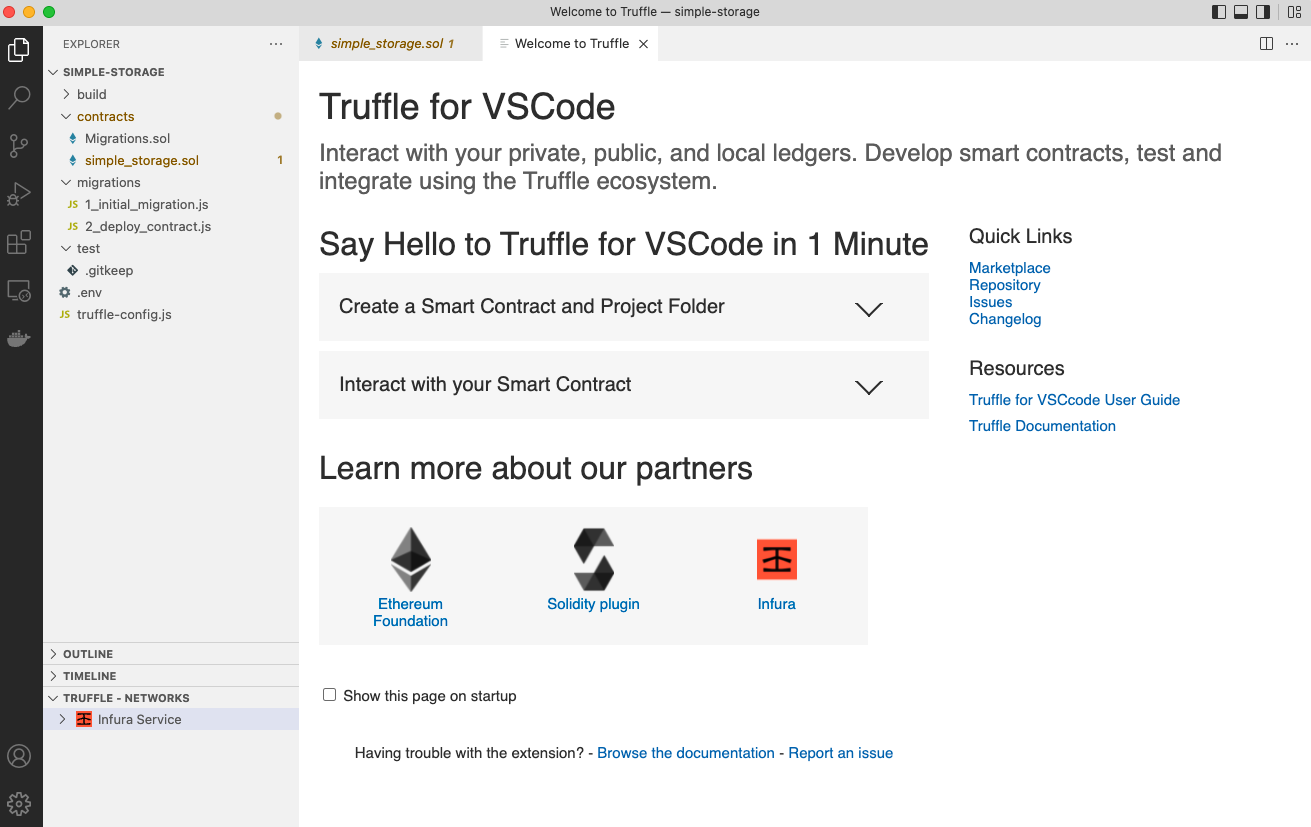 Welcome to Truffle — simple-storage
EXPLORER
SIMPLE-STORAGE
build
contracts
Migrations.sol
simple_storage.sol 1
migrations
JS 1_initial_migration.js
JS 2_deploy_contract.js
test
.gitkeep
.env
JS truffle-config.js
OUTLINE
TIMELINE
TRUFFLE - NETWORKS
Infura Service
simple_storage.sol 1
Welcome to Truffle
Truffle for VSCode
Interact with your private, public, and local ledgers. Develop smart contracts, test and
integrate using the Truffle ecosystem.
Say Hello to Truffle for VSCode in 1 Minute
Create a Smart Contract and Project Folder
Interact with your Smart Contract
Quick Links
Marketplace
Repository
Issues
Changelog
Resources
Truffle for VSCcode User Guide
Truffle Documentation
Learn more about our partners
Ethereum
Foundation
Solidity plugin
Infura
Show this page on startup
Having trouble with the extension? - Browse the documentation - Report an issue